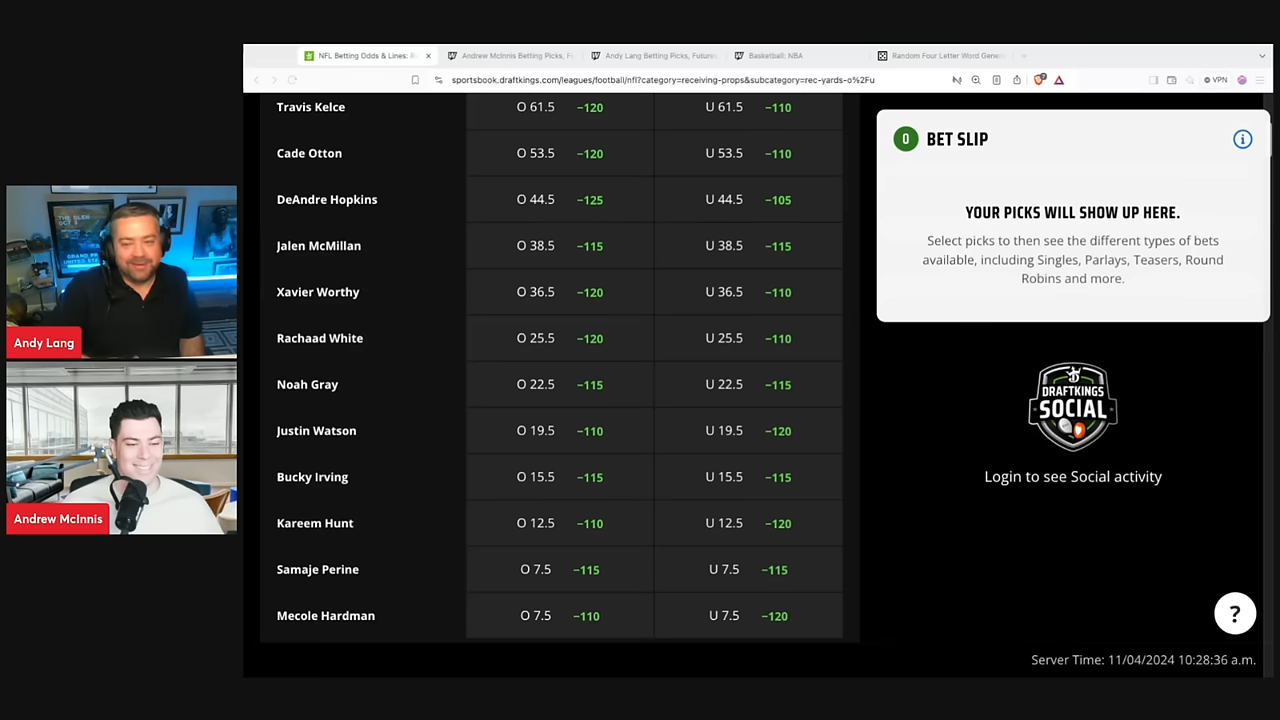 NFL Betting Odds & Lines: R
Andrew McInnis Betting Picks, F
Andy Lang Betting Picks, Future
Basketball: NBA
Random Four Letter Word Gene
sportsbook.draftkings.com/leagues/football/nfl?category=receiving-props&subcategory=rec-yards-o%2Fu
VPN
Travis Kelce O 61.5 −120 U 61.5 −110
Cade Otton O 53.5 −120 U 53.5 −110
DeAndre Hopkins O 44.5 −125 U 44.5 −105
Jalen McMillan O 38.5 −115 U 38.5 −115
Xavier Worthy O 36.5 −120 U 36.5 −110
Rachaad White O 25.5 −120 U 25.5 −110
Noah Gray O 22.5 −115 U 22.5 −115
Justin Watson O 19.5 −110 U 19.5 −120
Bucky Irving O 15.5 −115 U 15.5 −115
Kareem Hunt O 12.5 −110 U 12.5 −120
Samaje Perine O 7.5 −115 U 7.5 −115
Mecole Hardman O 7.5 −110 U 7.5 −120
0 BET SLIP
YOUR PICKS WILL SHOW UP HERE.
Select picks to then see the different types of bets
available, including Singles, Parlays, Teasers, Round
Robins and more.
DRAFTKINGS
SOCIAL
Login to see Social activity
?
Server Time: 11/04/2024 10:28:36 a.m.
THE GLEN
GRAND PR
UNITED STA
Andy Lang
Andrew McInnis